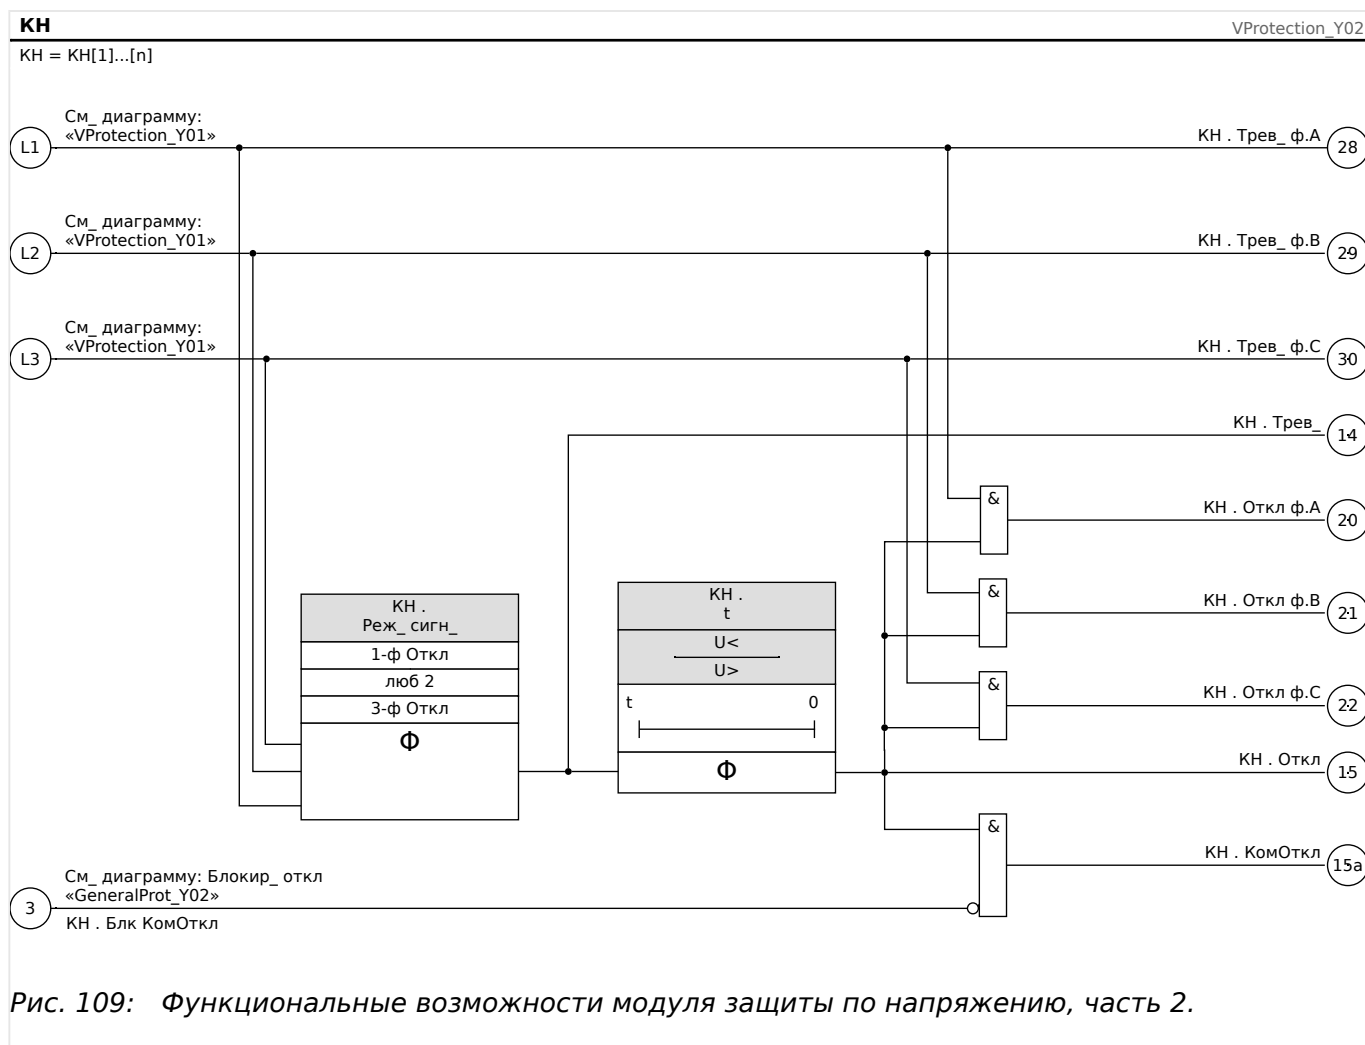 КН
VProtection_Y02
КН = КН[1]...[n]
См_ диаграмму:
«VProtection_Y01»
L1
КН . Трев_ ф.А
28
См_ диаграмму:
«VProtection_Y01»
L2
КН . Трев_ ф.В
29
См_ диаграмму:
«VProtection_Y01»
L3
КН . Трев_ ф.С
30
КН . Трев_
14
&
КН . Откл ф.А
20
&
КН . Откл ф.В
21
&
КН . Откл ф.С
22
КН .
Реж_ сигн_
1-ф Откл
люб 2
3-ф Откл
Ф
КН .
t
U<
U>
t 0
Ф
КН . Откл
15
&
КН . КомОткл
15a
См_ диаграмму: Блокир_ откл
«GeneralProt_Y02»
3
КН . Блк КомОткл
Рис. 109: Функциональные возможности модуля защиты по напряжению, часть 2.